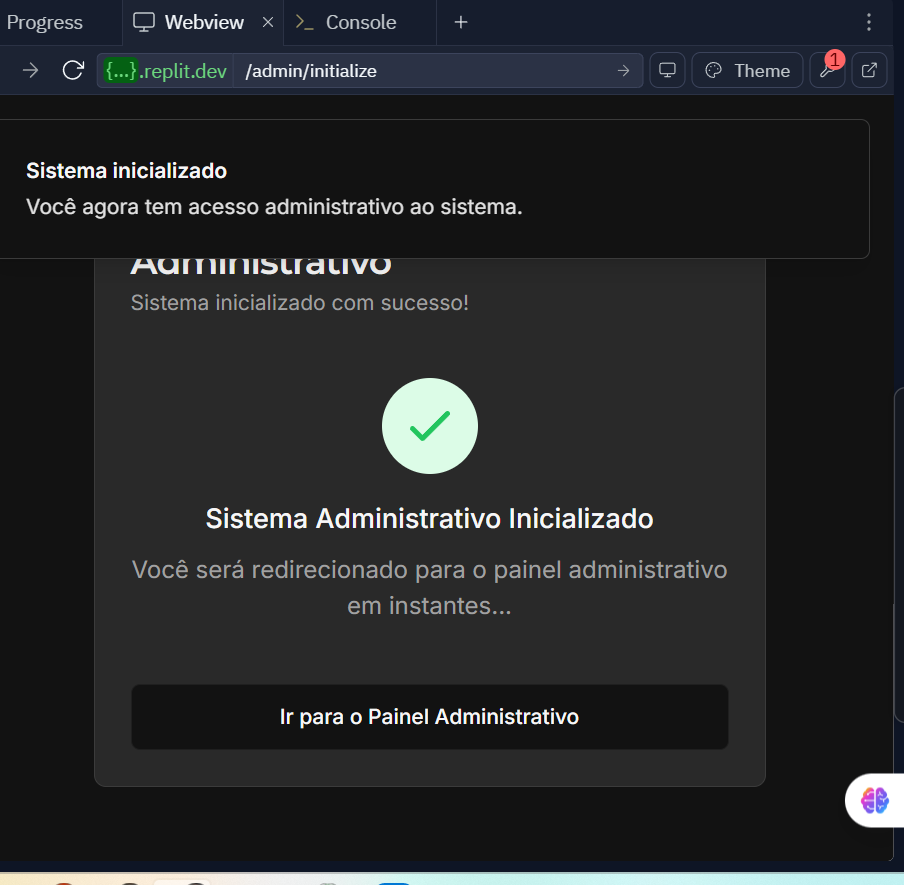 Progress
Webview
Console
{...}.replit.dev
/admin/initialize
Theme
1
Sistema inicializado
Você agora tem acesso administrativo ao sistema.
Administrativo
Sistema inicializado com sucesso!
Sistema Administrativo Inicializado
Você será redirecionado para o painel administrativo
em instantes...
Ir para o Painel Administrativo